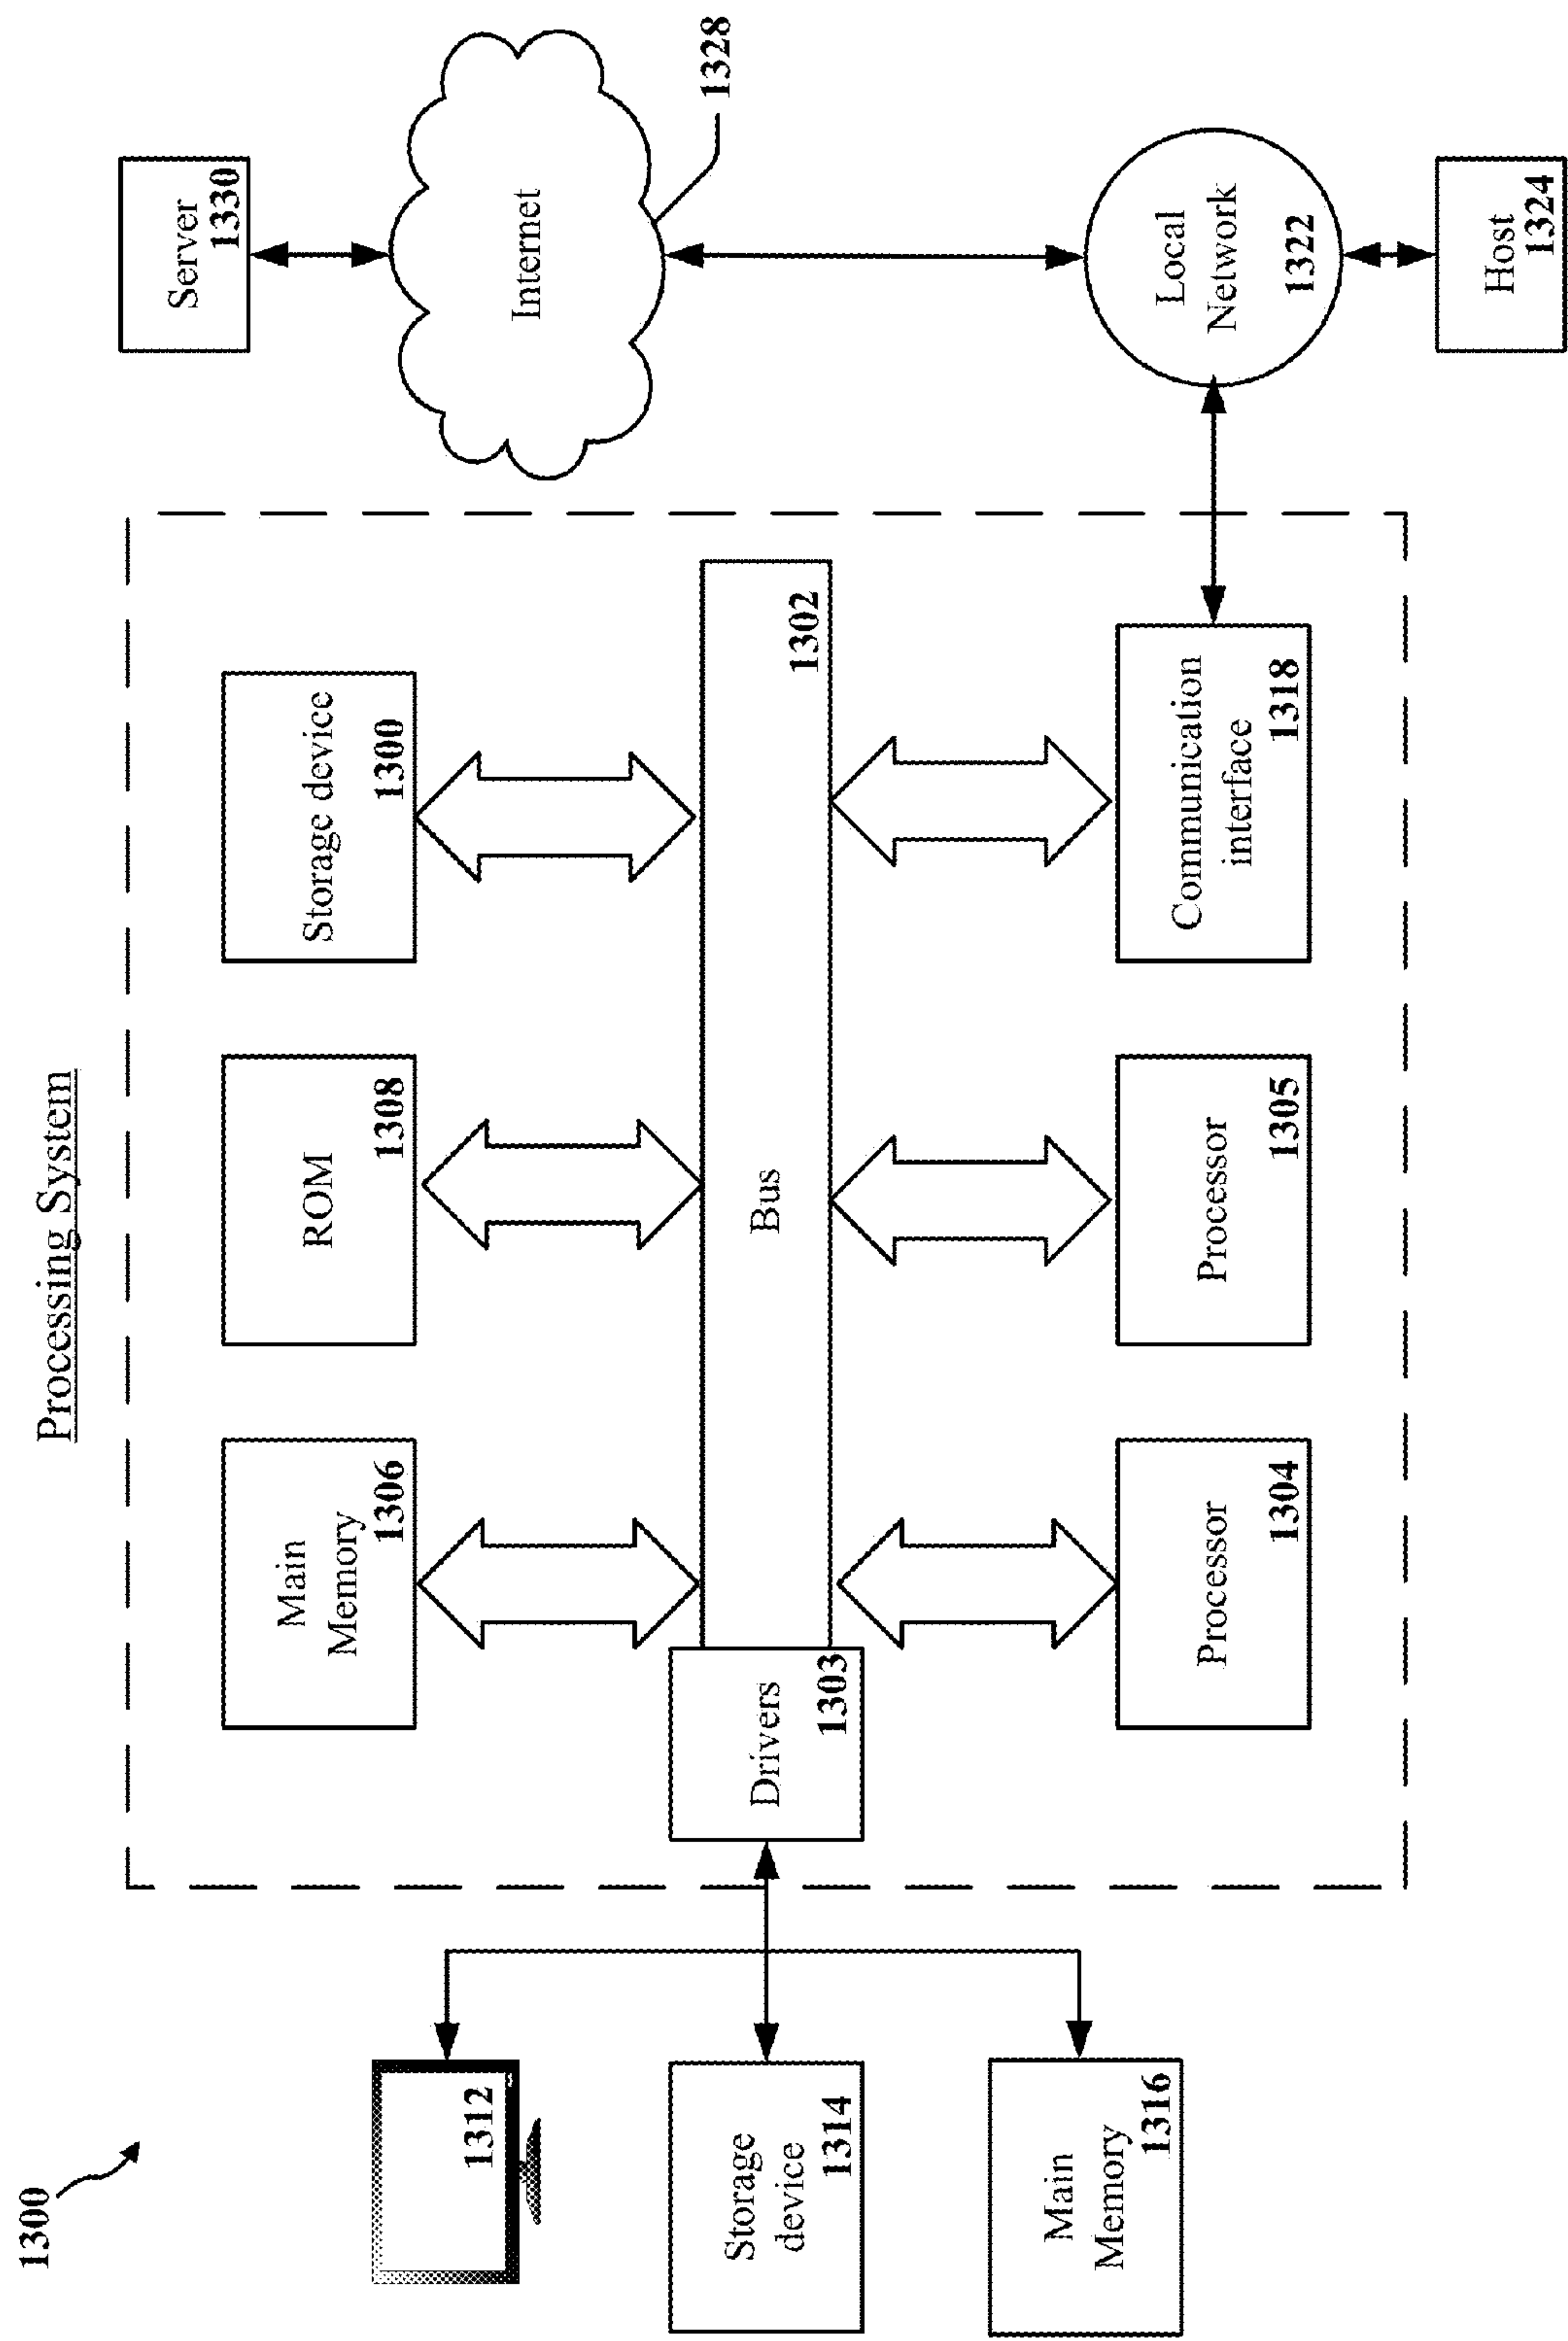 Processing System
1300
Main
Memory
1306
ROM
1308
Storage device
1300
Server
1330
Internet
1328
1312
Storage
device
1314
Main
Memory
1316
Drivers
1303
Bus
1302
Processor
1304
Processor
1305
Communication
interface
1318
Local
Network
1322
Host
1324